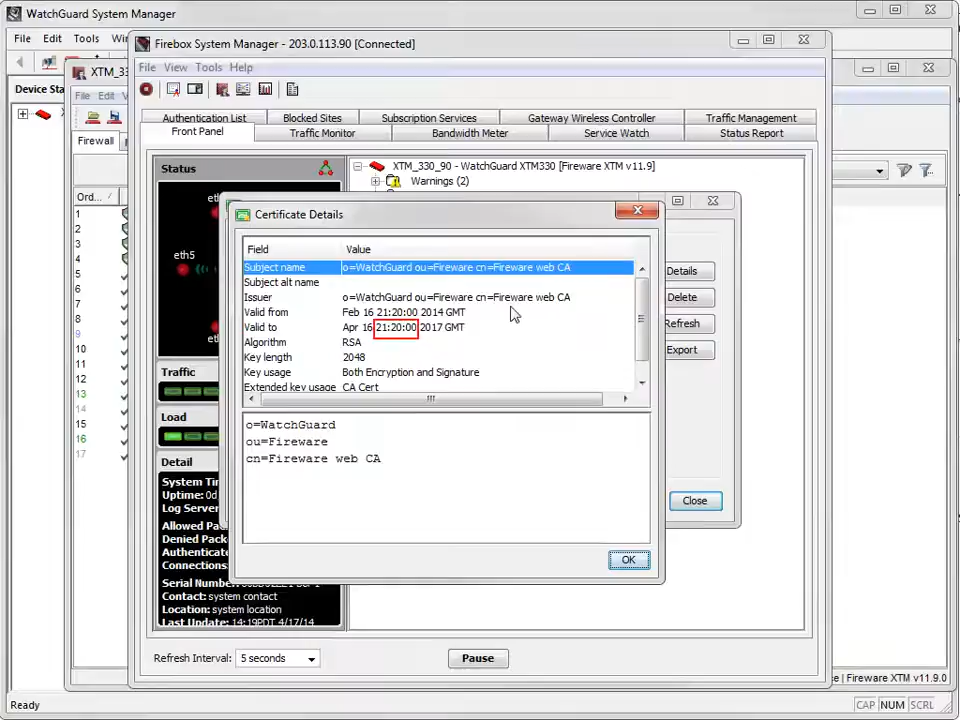 WatchGuard System Manager
File Edit Tools
Firebox System Manager - 203.0.113.90 [Connected]
File View Tools Help
Device Sta
File Edit V
Authentication List Blocked Sites Subscription Services Gateway Wireless Controller Traffic Management
Front Panel Traffic Monitor Bandwidth Meter Service Watch Status Report
Firewall
Status
XTM_330_90 - WatchGuard XTM330 [Fireware XTM v11.9]
Warnings (2)
Ord...
1
2
3
4
5
6
7
8
9
10
11
12
13
14
15
16
17
eth5
Certificate Details
Field Value
Subject name o=WatchGuard ou=Fireware cn=Fireware web CA
Subject alt name
Issuer o=WatchGuard ou=Fireware cn=Fireware web CA
Valid from Feb 16 21:20:00 2014 GMT
Valid to Apr 16 21:20:00 2017 GMT
Algorithm RSA
Key length 2048
Key usage Both Encryption and Signature
Extended key usage CA Cert
o=WatchGuard
ou=Fireware
cn=Fireware web CA
OK
Details
Delete
Refresh
Export
Close
Traffic
Load
Detail
System Tim
Uptime: 0d
Log Server
Allowed Pac
Denied Pack
Authenticat
Connections:
Serial Number
Contact: system contact
Location: system location
Last Update: 14:19PDT 4/17/14
Refresh Interval: 5 seconds Pause
Fireware XTM v11.9.0
Ready CAP NUM SCRL